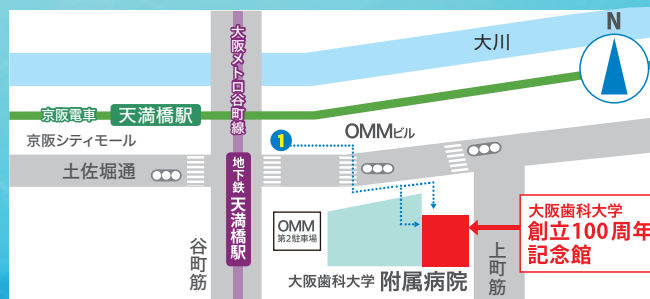 N
大川
大阪メトロ谷町線
京阪電車 天満橋駅
京阪シティモール
1
OMMビル
土佐堀通
地下鉄 天満橋駅
OMM
第2駐車場
谷町筋
大阪歯科大学 附属病院
上町筋
大阪歯科大学
創立100周年
記念館